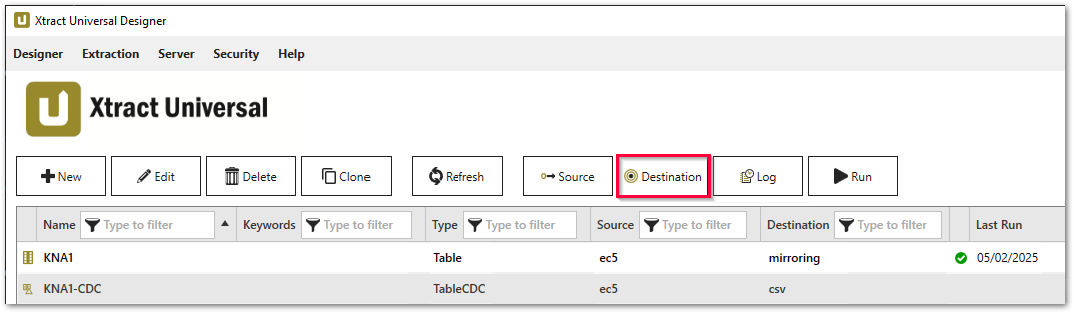 Xtract Universal Designer
Designer Extraction Server Security Help
Xtract Universal
New Edit Delete Clone Refresh Source Destination Log Run
Name Type to filter Keywords Type to filter Type Type to filter Source Type to filter Destination Type to filter Last Run
KNA1 Table ec5 mirroring 05/02/2025
KNA1-CDC TableCDC ec5 csv